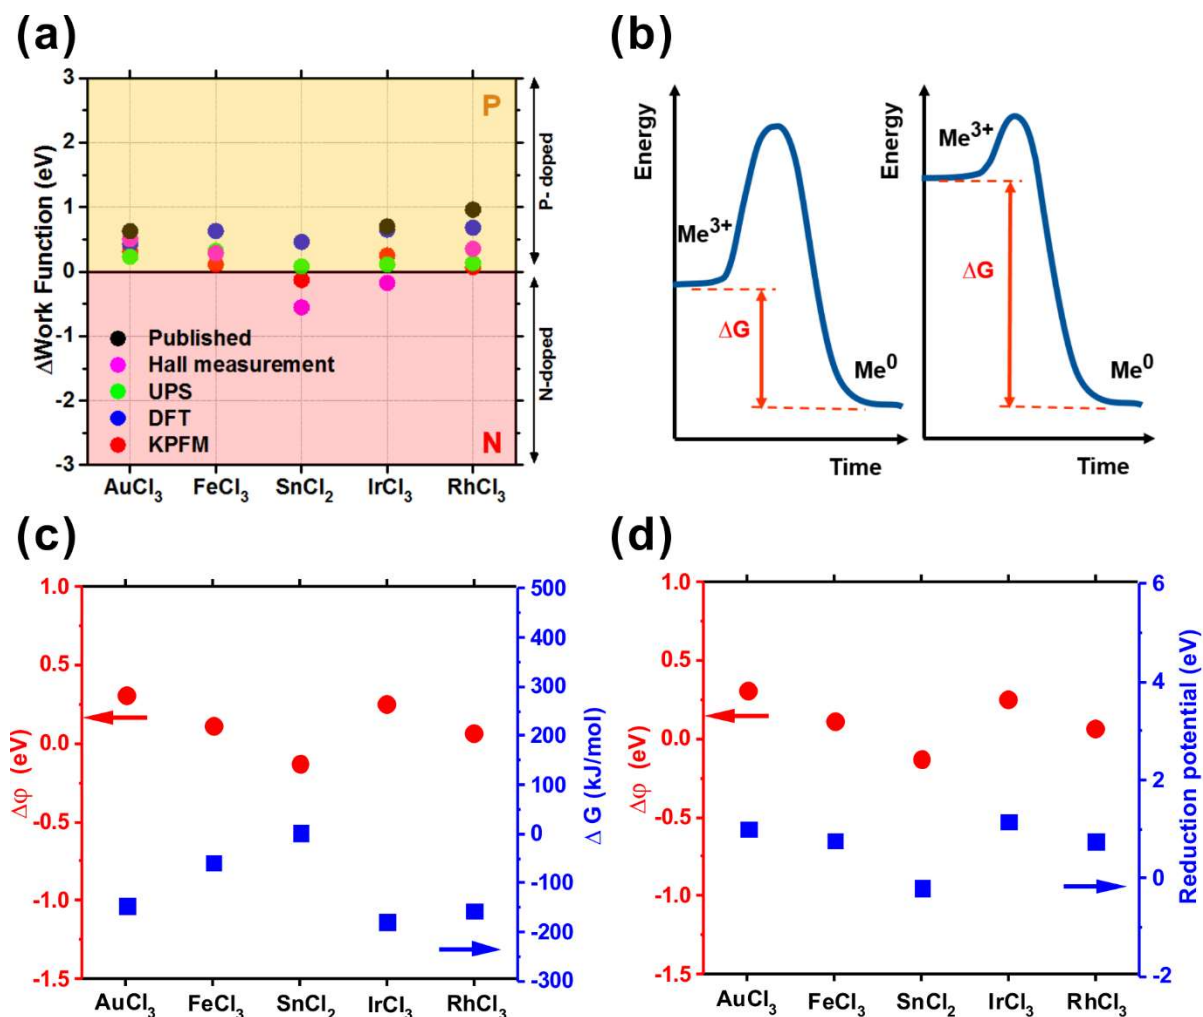 (a)
3
2
1
0
-1
-2
-3
ΔWork Function (eV)
P
P- doped
N-doped
N
Published
Hall measurement
UPS
DFT
KPFM
AuCl₃
FeCl₃
SnCl₂
IrCl₃
RhCl₃
(b)
Energy
Me³⁺
ΔG
Me⁰
Time
Energy
Me³⁺
ΔG
Me⁰
Time
(c)
1.0
0.5
0.0
-0.5
-1.0
-1.5
Δφ (eV)
500
400
300
200
100
0
-100
-200
-300
Δ G (kJ/mol)
AuCl₃
FeCl₃
SnCl₂
IrCl₃
RhCl₃
(d)
1.0
0.5
0.0
-0.5
-1.0
-1.5
Δφ (eV)
6
4
2
0
-2
Reduction potential (eV)
AuCl₃
FeCl₃
SnCl₂
IrCl₃
RhCl₃